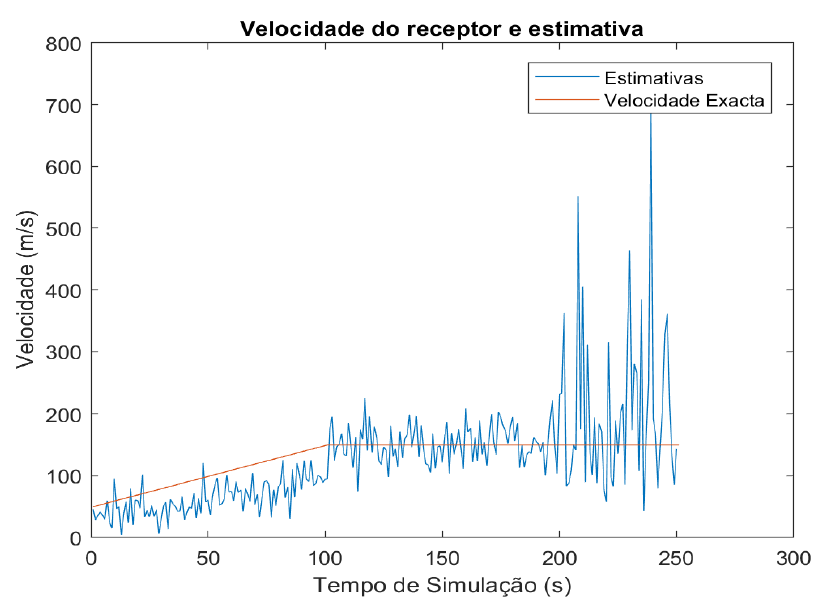 Velocidade do receptor e estimativa
800
700
600
500
400
300
200
100
0
Velocidade (m/s)
Estimativas
Velocidade Exacta
0 50 100 150 200 250 300
Tempo de Simulação (s)